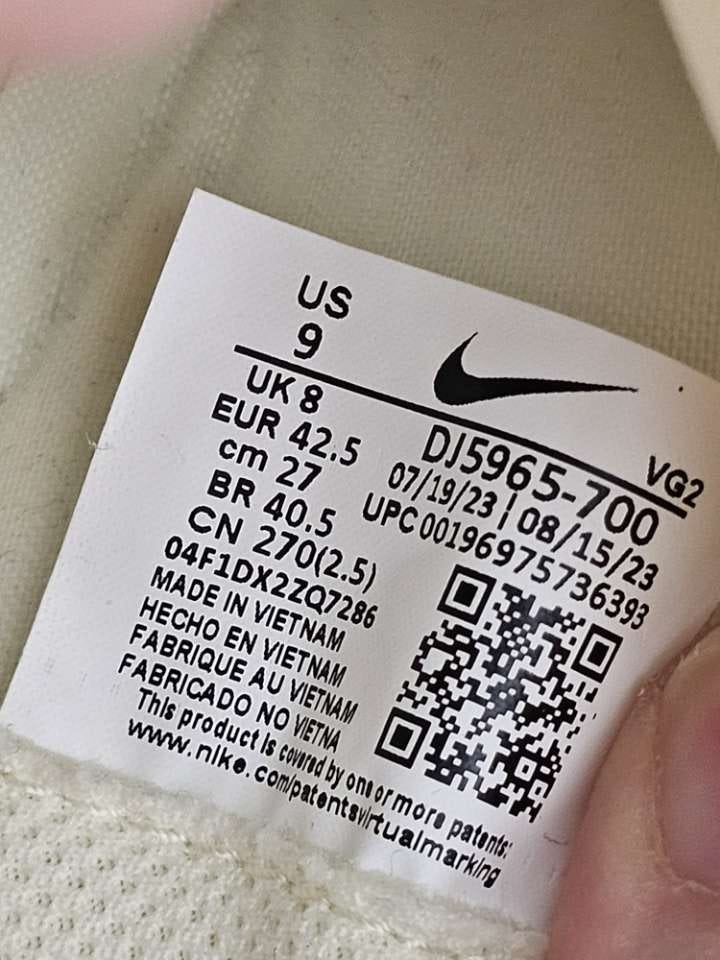 US
9
UK 8
EUR 42.5
cm 27
BR 40.5
CN 270(2.5)
04F1DX2ZQ7286
MADE IN VIETNAM
HECHO EN VIETNAM
FABRIQUE AU VIETNAM
FABRICADO NO VIETNA
This product is covered by one or more patents:
www.nike.com/patentsvirtualmarking
VG2
DJ5965-700
07/19/23 | 08/15/23
UPC 00196975736393